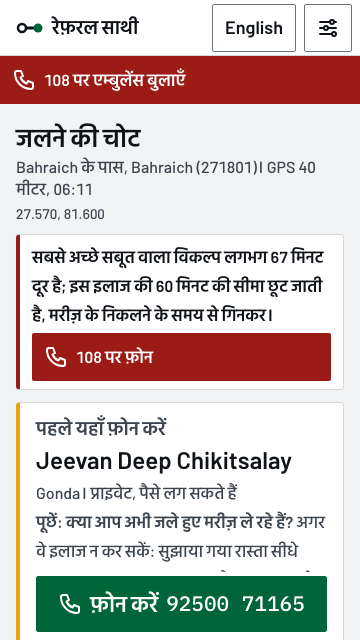 रेफ़रल साथी
English
108 पर एम्बुलेंस बुलाएँ
जलने की चोट
Bahraich के पास, Bahraich (271801)। GPS 40
मीटर, 06:11
27.570, 81.600
सबसे अच्छे सबूत वाला विकल्प लगभग 67 मिनट
दूर है; इस इलाज की 60 मिनट की सीमा छूट जाती
है, मरीज़ के निकलने के समय से गिनकर।
108 पर फ़ोन
पहले यहाँ फ़ोन करें
Jeevan Deep Chikitsalay
Gonda। प्राइवेट, पैसे लग सकते हैं
पूछें: क्या आप अभी जले हुए मरीज़ ले रहे हैं? अगर
वे इलाज न कर सकें: सुझाया गया रास्ता सीधे
फ़ोन करें 92500 71165